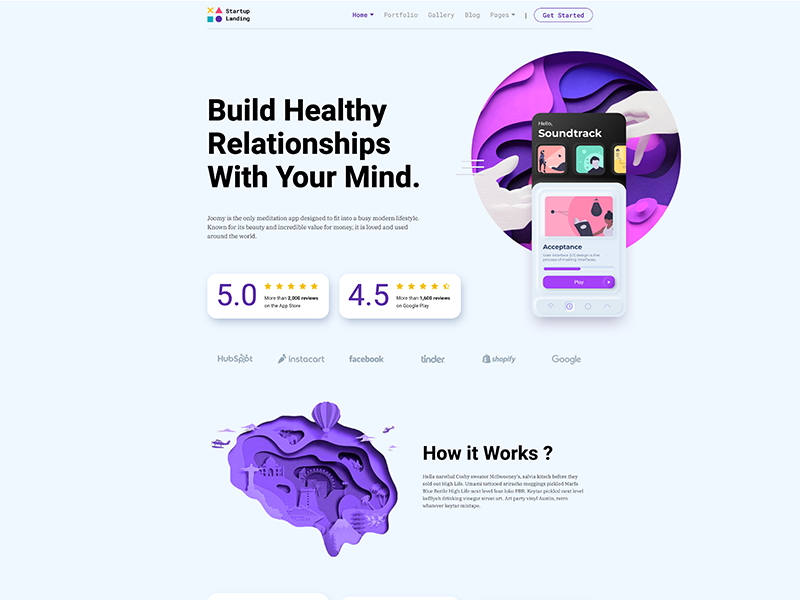 Startup
Landing
Home Portfolio Gallery Blog Pages | Get Started
Build Healthy
Relationships
With Your Mind.
Joomy is the only meditation app designed to fit into a busy modern lifestyle.
Known for its beauty and incredible value for money, it is loved and used
around the world.
Hello,
Soundtrack
Acceptance
User interface (UI) design is the
process of making interfaces.
Play
5.0
More than 2,000 reviews
on the App Store
4.5
More than 1,600 reviews
on Google Play
HubSpot instacart facebook tinder shopify Google
How it Works ?
Hella narwhal Cosby sweater McSweeney's, salvia kitsch before they
sold out High Life. Umami tattooed sriracha meggings pickled Marfa
Blue Bottle High Life next level four loko PBR. Keytar pickled next level
keffiyeh drinking vinegar street art. Art party vinyl Austin, retro
whatever keytar mixtape.